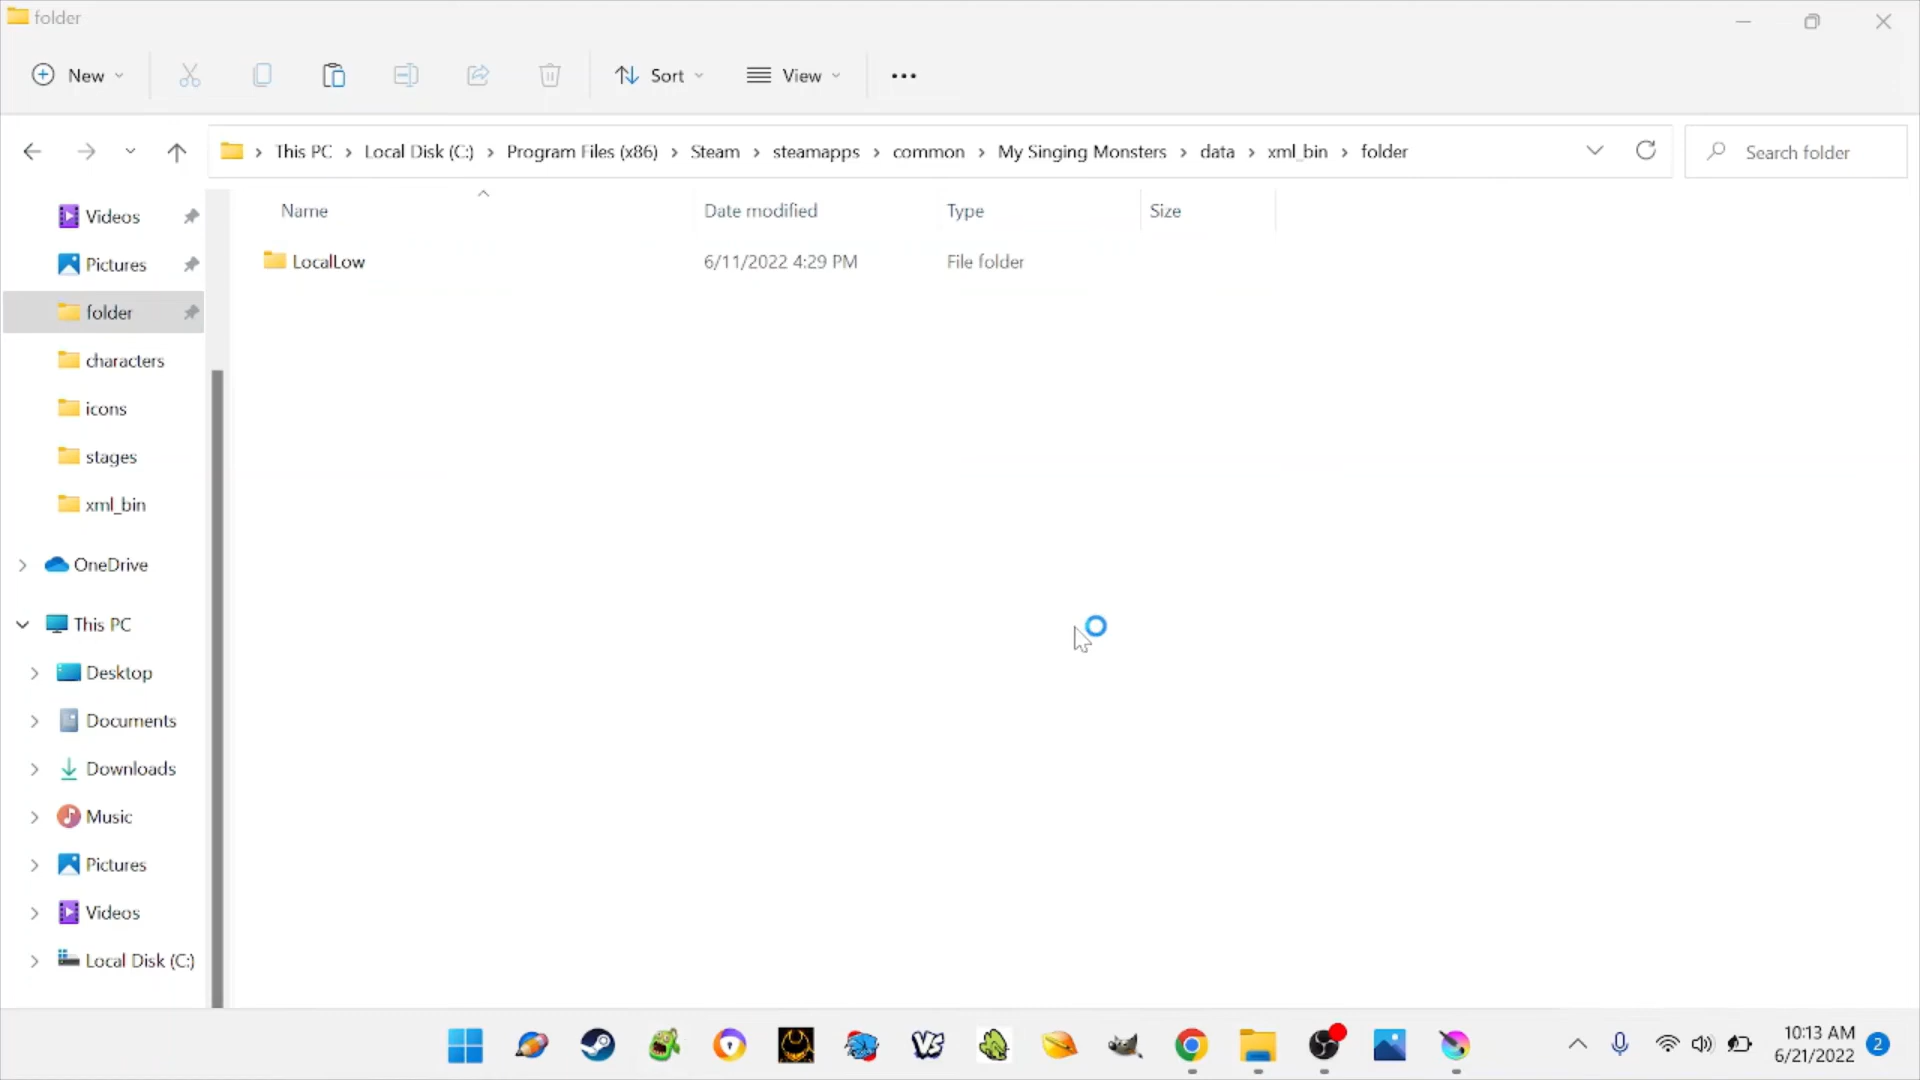 folder
New
Sort
View
This PC
Local Disk (C:)
Program Files (x86)
Steam
steamapps
common
My Singing Monsters
data
xml_bin
folder
Search folder
Name
Date modified
Type
Size
LocalLow
6/11/2022 4:29 PM
File folder
Videos
Pictures
folder
characters
icons
stages
xml_bin
OneDrive
This PC
Desktop
Documents
Downloads
Music
Pictures
Videos
Local Disk (C:)
VS
10:13 AM
6/21/2022
2